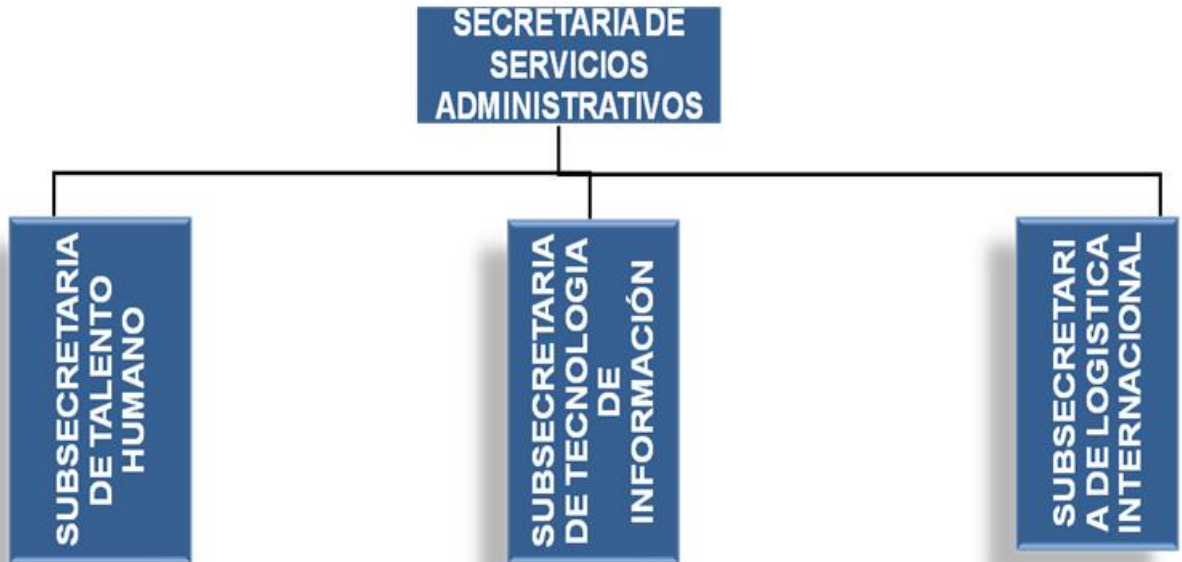 SECRETARIA DE
SERVICIOS
ADMINISTRATIVOS
SUBSECRETARIA
DE TALENTO
HUMANO
SUBSECRETARIA
DE TECNOLOGIA
DE
INFORMACIÓN
SUBSECRETARI
A DE LOGISTICA
INTERNACIONAL